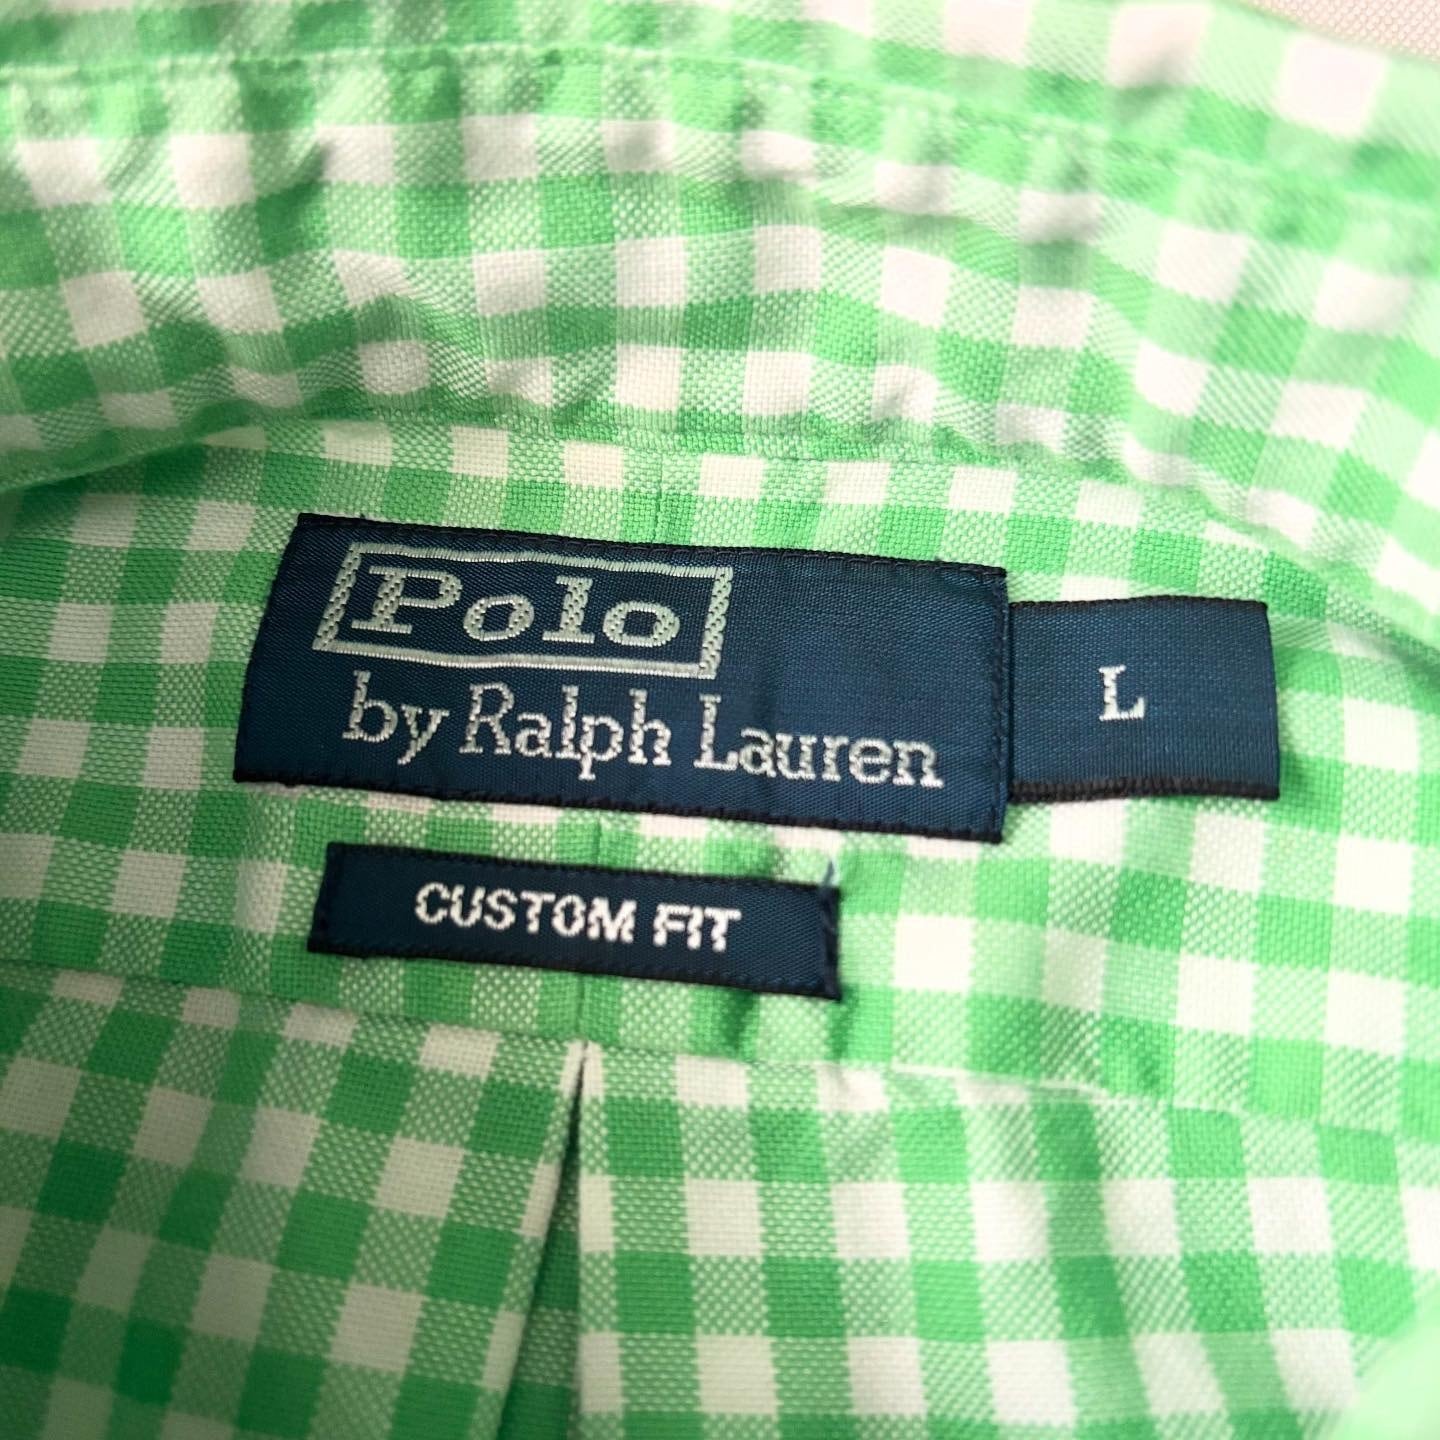 Polo
by Ralph Lauren
L
CUSTOM FIT